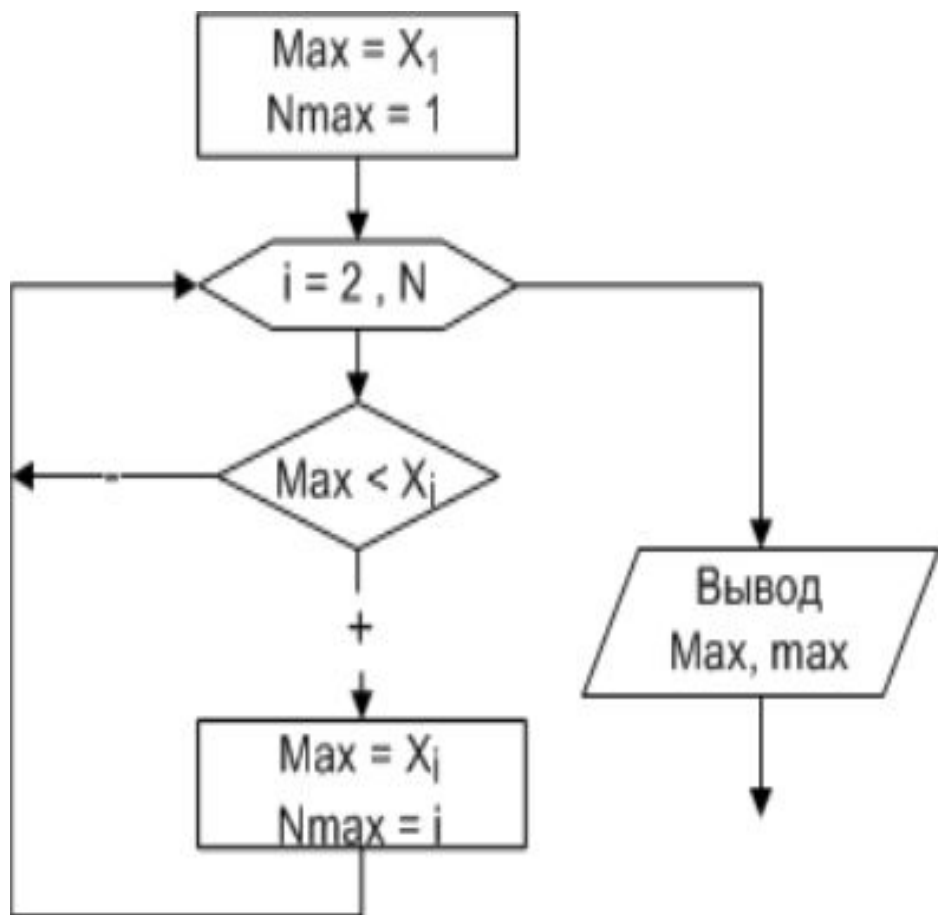 Max = X₁
Nmax = 1
i = 2 , N
Max < Xᵢ
-
+
Вывод
Max, max
Max = Xᵢ
Nmax = i